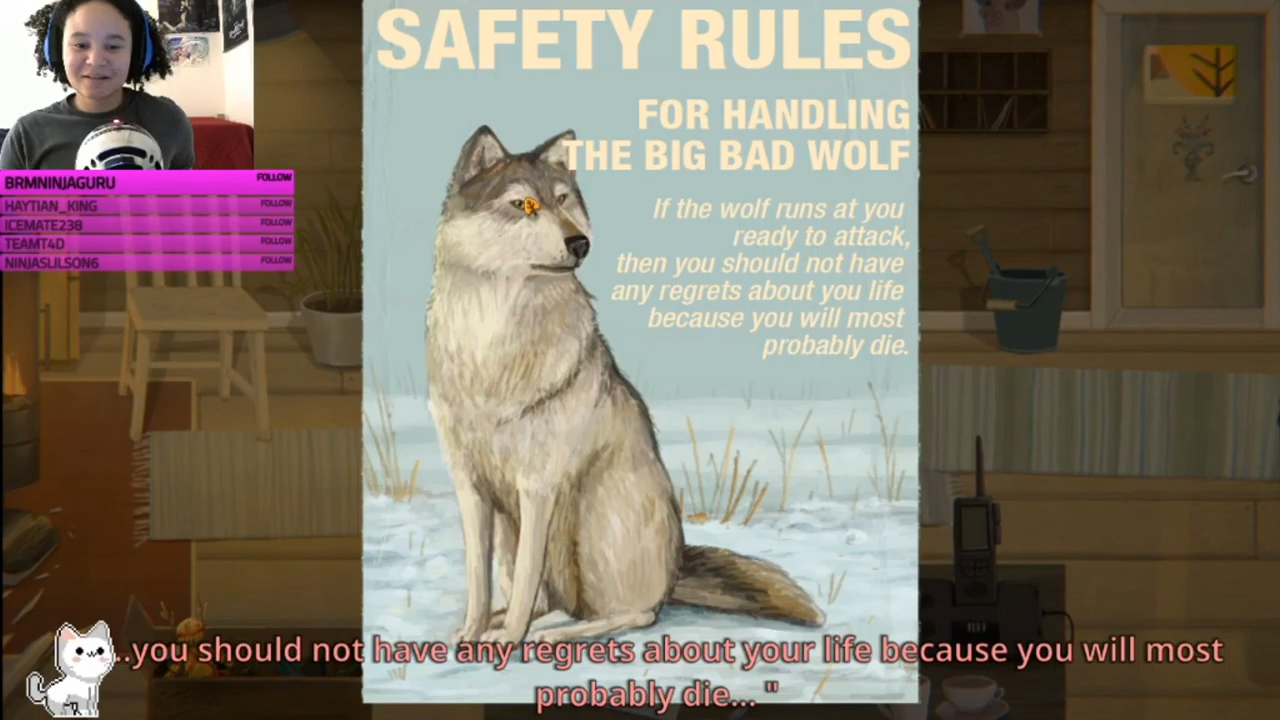 SAFETY RULES
FOR HANDLING
THE BIG BAD WOLF
If the wolf runs at you
ready to attack,
then you should not have
any regrets about you life
because you will most
probably die.
BRMNINJAGURU FOLLOW
HAYTIAN_KING FOLLOW
ICEMATE238 FOLLOW
TEAMT4D FOLLOW
NINJASLILSON6 FOLLOW
...you should not have any regrets about your life because you will most
probably die... "